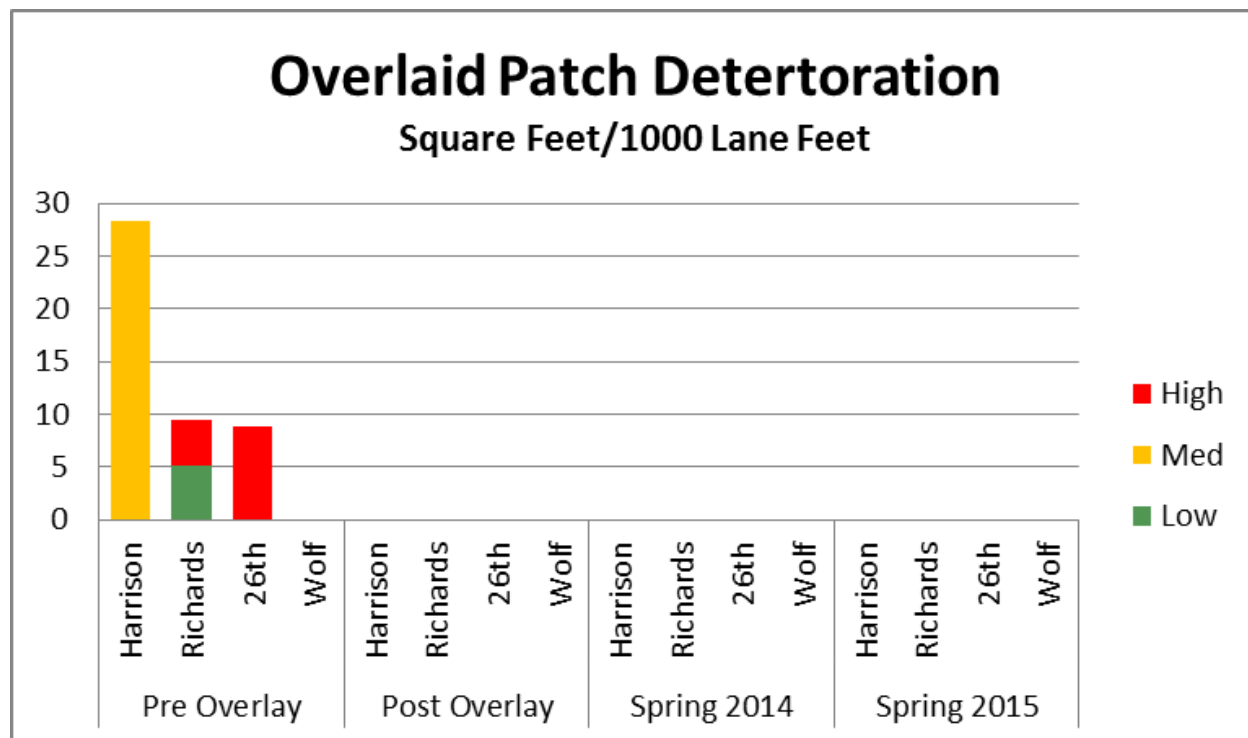 Overlaid Patch Detertoration
Square Feet/1000 Lane Feet
30
25
20
15
10
5
0
High
Med
Low
Harrison Richards 26th Wolf Harrison Richards 26th Wolf Harrison Richards 26th Wolf Harrison Richards 26th Wolf
Pre Overlay Post Overlay Spring 2014 Spring 2015